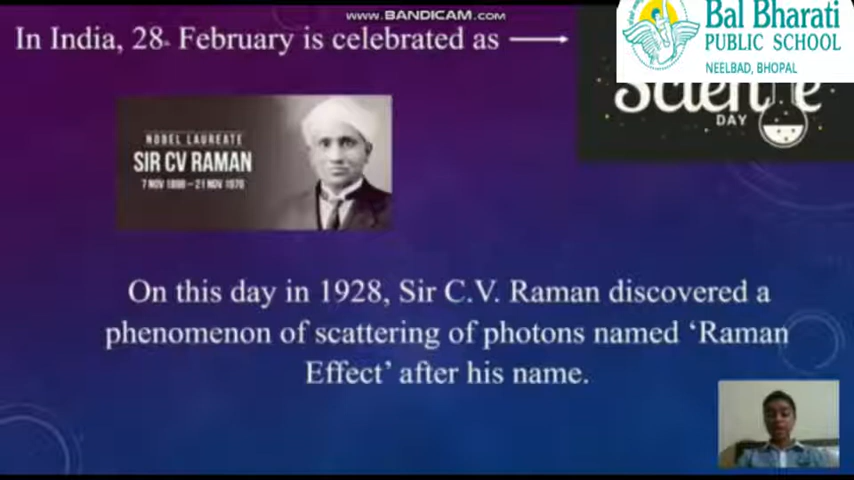 www.BANDICAM.com
In India, 28 February is celebrated as
Bal Bharati
PUBLIC SCHOOL
NEELBAD, BHOPAL
Science
DAY
NOBEL LAUREATE
SIR CV RAMAN
7 NOV 1888 – 21 NOV 1970
On this day in 1928, Sir C.V. Raman discovered a
phenomenon of scattering of photons named ‘Raman
Effect’ after his name.